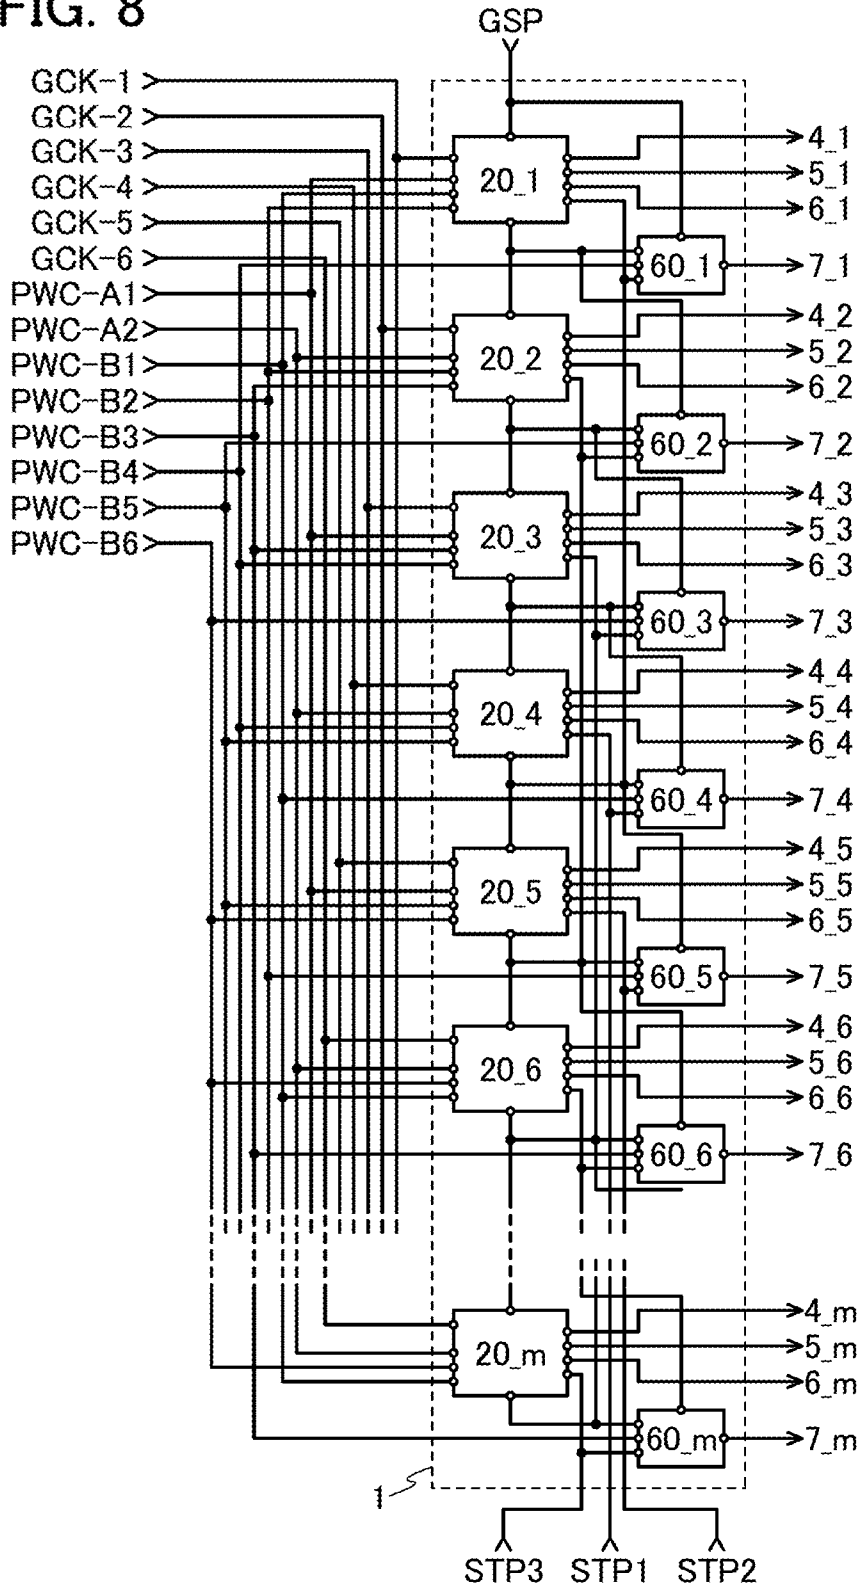 FIG. 8
GSP
GCK-1
GCK-2
GCK-3
GCK-4
GCK-5
GCK-6
PWC-A1
PWC-A2
PWC-B1
PWC-B2
PWC-B3
PWC-B4
PWC-B5
PWC-B6
20_1
4_1
5_1
6_1
60_1
7_1
20_2
4_2
5_2
6_2
60_2
7_2
20_3
4_3
5_3
6_3
60_3
7_3
20_4
4_4
5_4
6_4
60_4
7_4
20_5
4_5
5_5
6_5
60_5
7_5
20_6
4_6
5_6
6_6
60_6
7_6
20_m
4_m
5_m
6_m
60_m
7_m
1
STP3 STP1 STP2